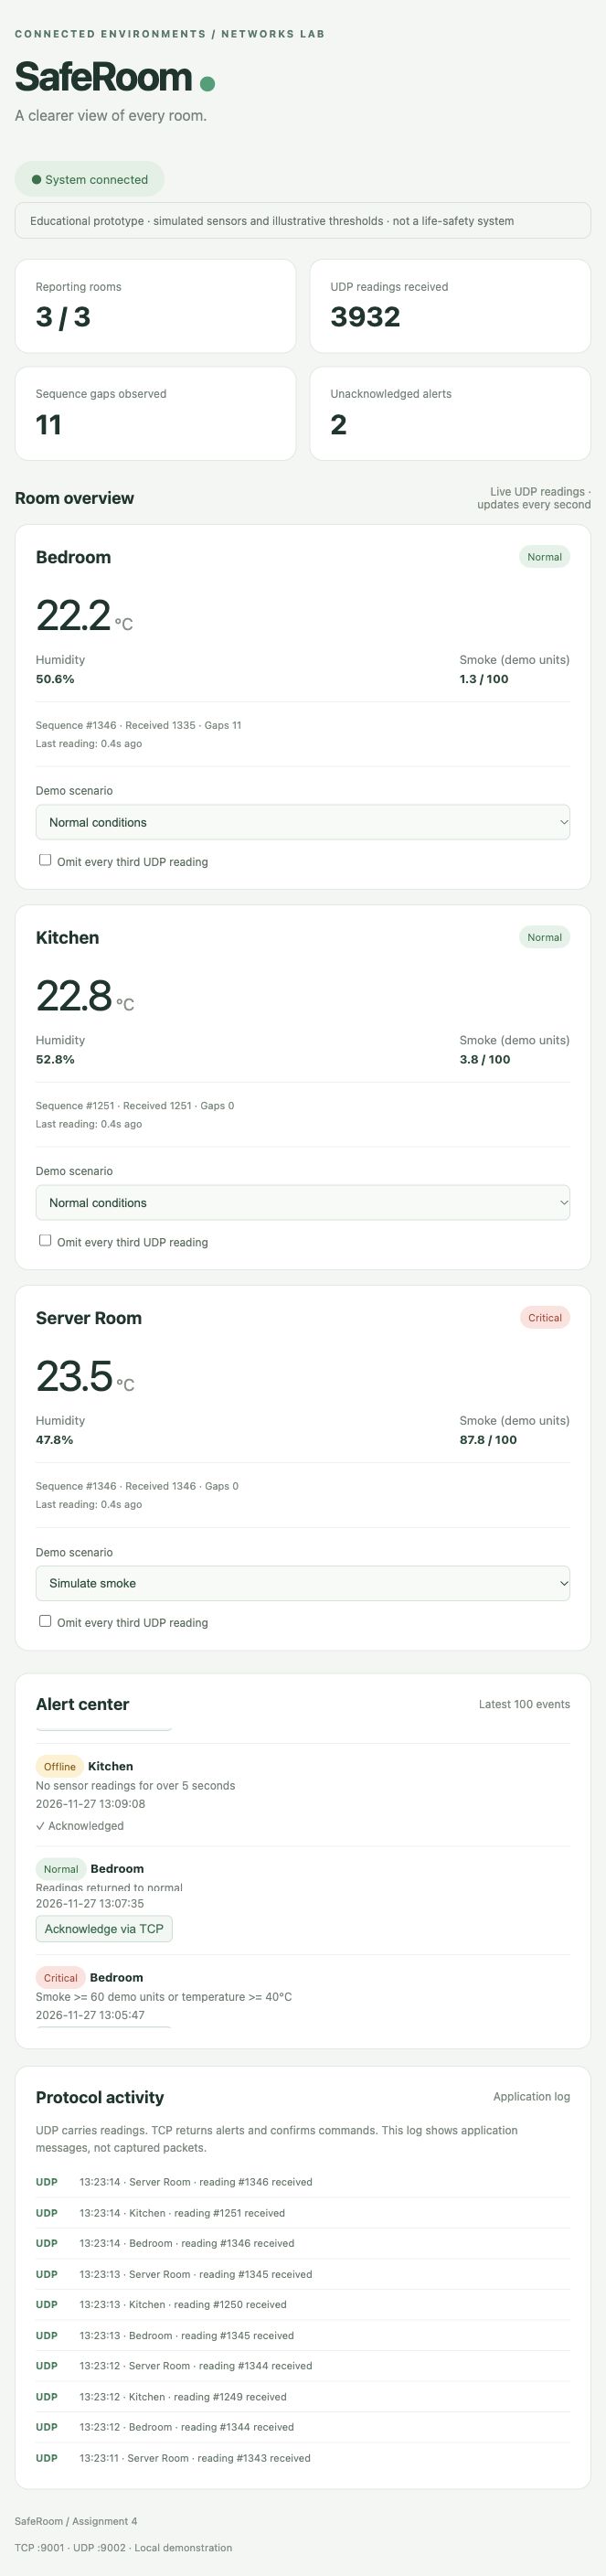 CONNECTED ENVIRONMENTS / NETWORKS LAB
SafeRoom
A clearer view of every room.
System connected
Educational prototype · simulated sensors and illustrative thresholds · not a life-safety system
Reporting rooms
3 / 3
UDP readings received
3932
Sequence gaps observed
11
Unacknowledged alerts
2
Room overview
Live UDP readings ·
updates every second
Bedroom
Normal
22.2 °C
Humidity
50.6%
Smoke (demo units)
1.3 / 100
Sequence #1346 · Received 1335 · Gaps 11
Last reading: 0.4s ago
Demo scenario
Normal conditions
Omit every third UDP reading
Kitchen
Normal
22.8 °C
Humidity
52.8%
Smoke (demo units)
3.8 / 100
Sequence #1251 · Received 1251 · Gaps 0
Last reading: 0.4s ago
Demo scenario
Normal conditions
Omit every third UDP reading
Server Room
Critical
23.5 °C
Humidity
47.8%
Smoke (demo units)
87.8 / 100
Sequence #1346 · Received 1346 · Gaps 0
Last reading: 0.4s ago
Demo scenario
Simulate smoke
Omit every third UDP reading
Alert center
Latest 100 events
Offline Kitchen
No sensor readings for over 5 seconds
2026-11-27 13:09:08
✓ Acknowledged
Normal Bedroom
Readings returned to normal
2026-11-27 13:07:35
Acknowledge via TCP
Critical Bedroom
Smoke >= 60 demo units or temperature >= 40°C
2026-11-27 13:05:47
Protocol activity
Application log
UDP carries readings. TCP returns alerts and confirms commands. This log shows application
messages, not captured packets.
UDP 13:23:14 · Server Room · reading #1346 received
UDP 13:23:14 · Kitchen · reading #1251 received
UDP 13:23:14 · Bedroom · reading #1346 received
UDP 13:23:13 · Server Room · reading #1345 received
UDP 13:23:13 · Kitchen · reading #1250 received
UDP 13:23:13 · Bedroom · reading #1345 received
UDP 13:23:12 · Server Room · reading #1344 received
UDP 13:23:12 · Kitchen · reading #1249 received
UDP 13:23:12 · Bedroom · reading #1344 received
UDP 13:23:11 · Server Room · reading #1343 received
SafeRoom / Assignment 4
TCP :9001 · UDP :9002 · Local demonstration